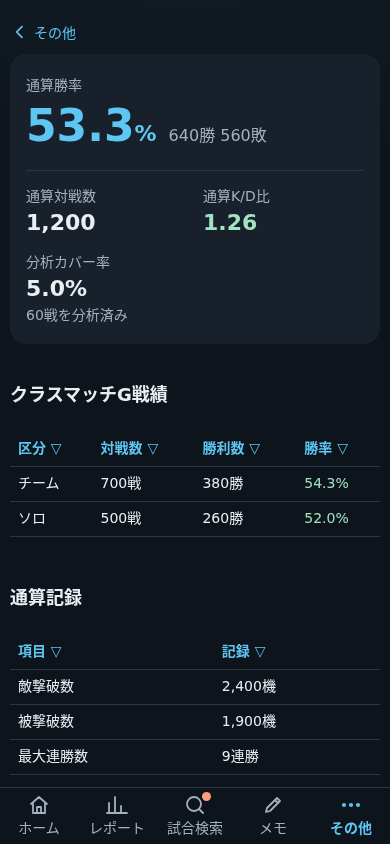 その他
通算勝率
53.3% 640勝 560敗
通算対戦数 通算K/D比
1,200 1.26
分析カバー率
5.0%
60戦を分析済み
クラスマッチG戦績
区分 ▽ 対戦数 ▽ 勝利数 ▽ 勝率 ▽
チーム 700戦 380勝 54.3%
ソロ 500戦 260勝 52.0%
通算記録
項目 ▽ 記録 ▽
敵撃破数 2,400機
被撃破数 1,900機
最大連勝数 9連勝
ホーム レポート 試合検索 メモ その他